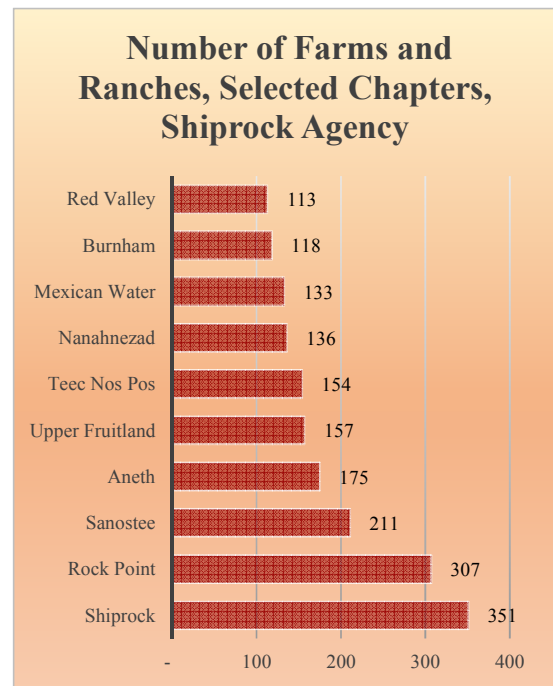 Number of Farms and
Ranches, Selected Chapters,
Shiprock Agency
Red Valley 113
Burnham 118
Mexican Water 133
Nanahnezad 136
Teec Nos Pos 154
Upper Fruitland 157
Aneth 175
Sanostee 211
Rock Point 307
Shiprock 351
- 100 200 300 400